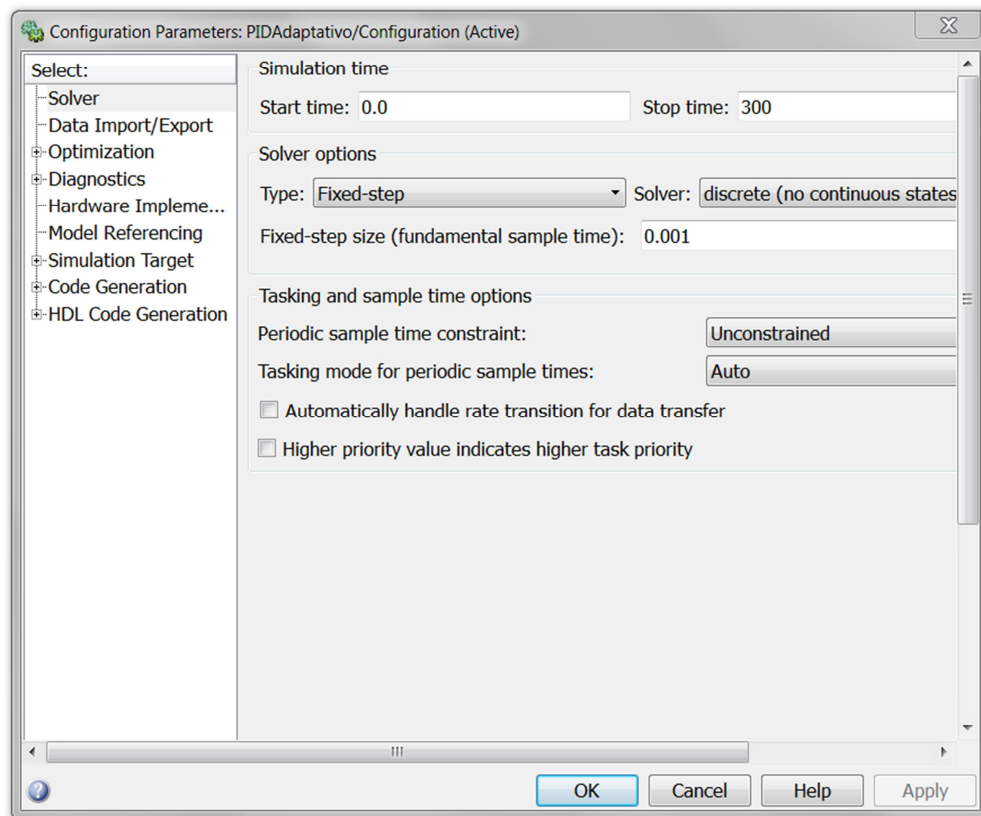 Configuration Parameters: PIDAdaptativo/Configuration (Active)
Select:
Solver
Data Import/Export
Optimization
Diagnostics
Hardware Impleme...
Model Referencing
Simulation Target
Code Generation
HDL Code Generation
Simulation time
Start time: 0.0 Stop time: 300
Solver options
Type: Fixed-step Solver: discrete (no continuous states
Fixed-step size (fundamental sample time): 0.001
Tasking and sample time options
Periodic sample time constraint: Unconstrained
Tasking mode for periodic sample times: Auto
Automatically handle rate transition for data transfer
Higher priority value indicates higher task priority
OK Cancel Help Apply